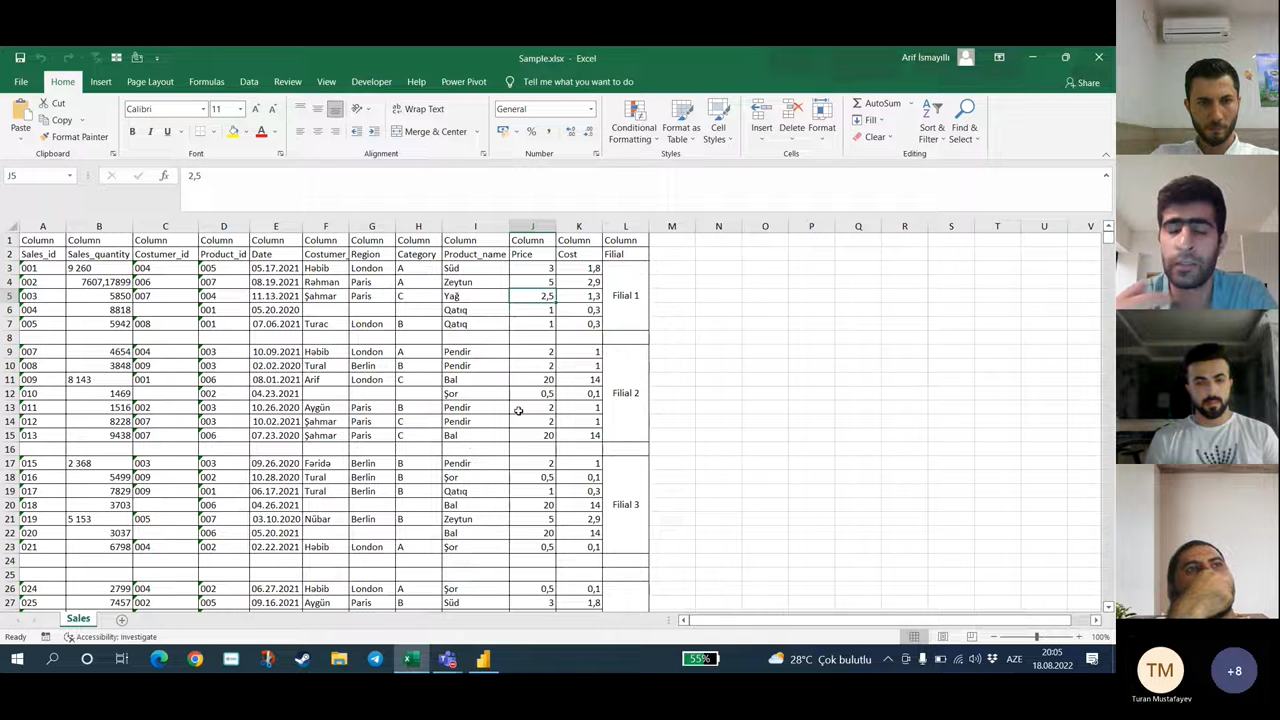 Sample.xlsx - Excel
Arif İsmayıllı
File Home Insert Page Layout Formulas Data Review View Developer Help Power Pivot Tell me what you want to do Share
Paste
Cut
Copy
Format Painter
Clipboard
Calibri 11
B I U
Font
Wrap Text
Merge & Center
Alignment
General
%
Number
Conditional Formatting
Format as Table
Cell Styles
Styles
Insert Delete Format
Cells
AutoSum
Fill
Clear
Sort & Filter
Find & Select
Editing
J5 fx 2,5
A B C D E F G H I J K L M N O P Q R S T U V
1 Column Column Column Column Column Column Column Column Column Column Column Column
2 Sales_id Sales_quantity Costumer_id Product_id Date Costumer_ Region Category Product_name Price Cost Filial
3 001 9 260 004 005 05.17.2021 Həbib London A Süd 3 1,8
4 002 7607,17899 006 007 08.19.2021 Rəhman Paris A Zeytun 5 2,9
5 003 5850 007 004 11.13.2021 Şahmar Paris C Yağ 2,5 1,3 Filial 1
6 004 8818 001 05.20.2020 Qatıq 1 0,3
7 005 5942 008 001 07.06.2021 Turac London B Qatıq 1 0,3
8
9 007 4654 004 003 10.09.2021 Həbib London A Pendir 2 1
10 008 3848 009 003 02.02.2020 Tural Berlin B Pendir 2 1
11 009 8 143 001 006 08.01.2021 Arif London C Bal 20 14
12 010 1469 002 04.23.2021 Şor 0,5 0,1 Filial 2
13 011 1516 002 003 10.26.2020 Aygün Paris B Pendir 2 1
14 012 8228 007 003 10.02.2021 Şahmar Paris C Pendir 2 1
15 013 9438 007 006 07.23.2020 Şahmar Paris C Bal 20 14
16
17 015 2 368 003 003 09.26.2020 Fəridə Berlin B Pendir 2 1
18 016 5499 009 002 10.28.2020 Tural Berlin B Şor 0,5 0,1
19 017 7829 009 001 06.17.2021 Tural Berlin B Qatıq 1 0,3
20 018 3703 006 04.26.2021 Bal 20 14 Filial 3
21 019 5 153 005 007 03.10.2020 Nübar Berlin B Zeytun 5 2,9
22 020 3037 006 05.20.2021 Bal 20 14
23 021 6798 004 002 02.22.2021 Həbib London A Şor 0,5 0,1
24
25
26 024 2799 004 002 06.27.2021 Həbib London A Şor 0,5 0,1
27 025 7457 002 005 09.16.2021 Aygün Paris B Süd 3 1,8
Sales
Ready Accessibility: Investigate 100%
55% 28°C Çok bulutlu AZE 20:05
18.08.2022
TM +8
Turan Mustafayev